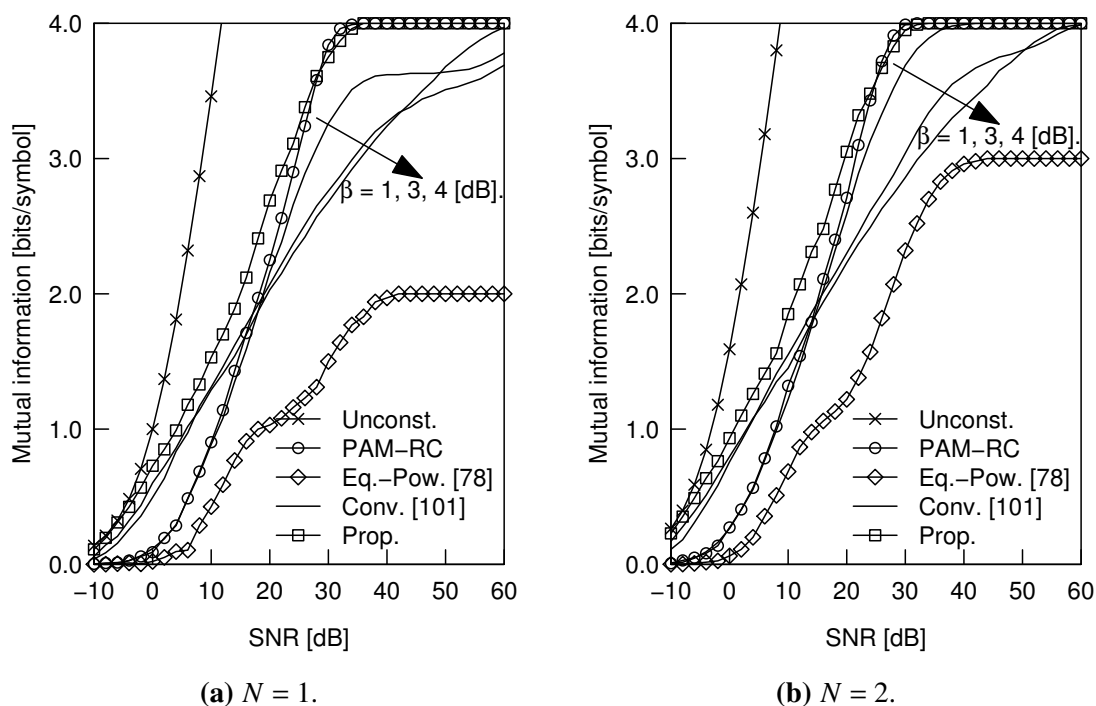 4.0
3.0
2.0
1.0
0.0
Mutual information [bits/symbol]
β = 1, 3, 4 [dB].
Unconst.
PAM−RC
Eq.−Pow. [78]
Conv. [101]
Prop.
−10 0 10 20 30 40 50 60
SNR [dB]
(a) N = 1.
4.0
3.0
2.0
1.0
0.0
Mutual information [bits/symbol]
β = 1, 3, 4 [dB].
Unconst.
PAM−RC
Eq.−Pow. [78]
Conv. [101]
Prop.
−10 0 10 20 30 40 50 60
SNR [dB]
(b) N = 2.